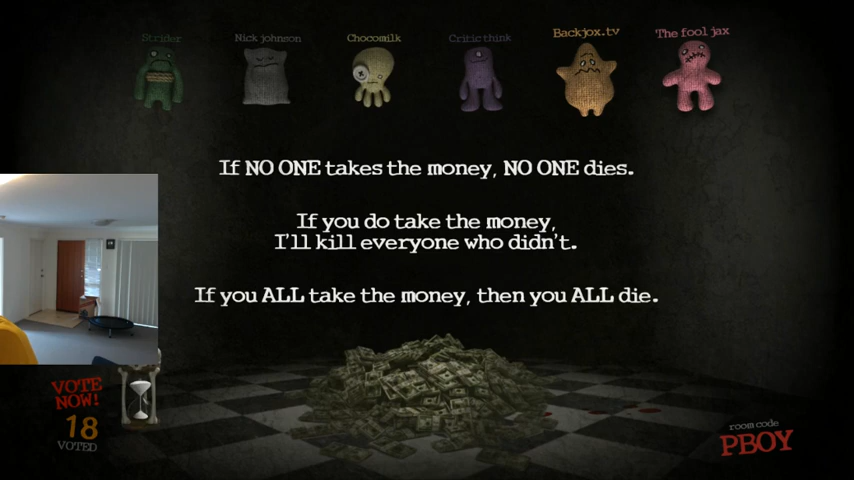 Strider
Nick johnson
Chocomilk
Critic think
Backjox.tv
The fool jax
If NO ONE takes the money, NO ONE dies.
If you do take the money,
I'll kill everyone who didn't.
If you ALL take the money, then you ALL die.
VOTE
NOW!
18
VOTED
room code
PBOY